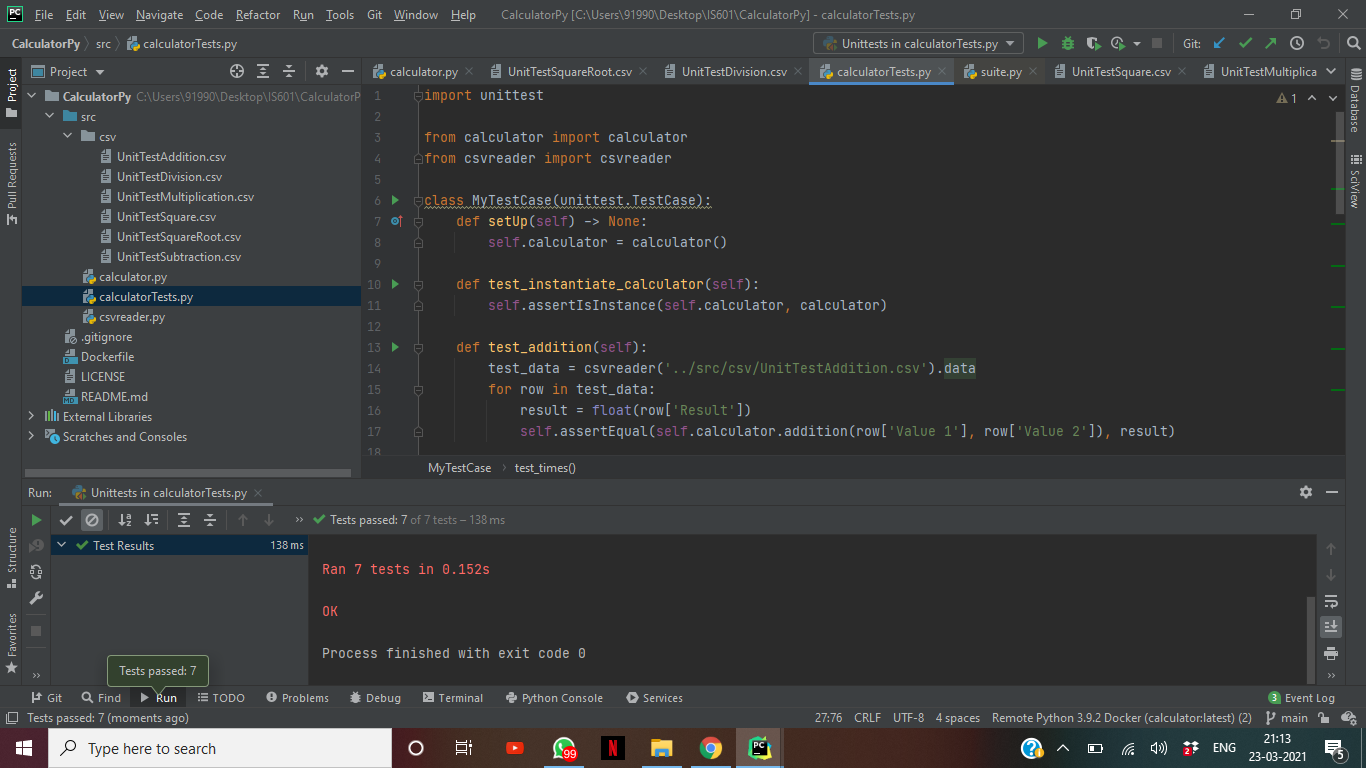 PC File Edit View Navigate Code Refactor Run Tools Git Window Help CalculatorPy [C:\Users\91990\Desktop\IS601\CalculatorPy] - calculatorTests.py
CalculatorPy src calculatorTests.py Unittests in calculatorTests.py Git:
Project calculator.py UnitTestSquareRoot.csv UnitTestDivision.csv calculatorTests.py suite.py UnitTestSquare.csv UnitTestMultiplica
Project
Pull Requests
Structure
Favorites
CalculatorPy C:\Users\91990\Desktop\IS601\CalculatorP
src
csv
UnitTestAddition.csv
UnitTestDivision.csv
UnitTestMultiplication.csv
UnitTestSquare.csv
UnitTestSquareRoot.csv
UnitTestSubtraction.csv
calculator.py
calculatorTests.py
csvreader.py
.gitignore
Dockerfile
LICENSE
README.md
External Libraries
Scratches and Consoles
1 import unittest
2
3 from calculator import calculator
4 from csvreader import csvreader
5
6 class MyTestCase(unittest.TestCase):
7 def setUp(self) -> None:
8 self.calculator = calculator()
9
10 def test_instantiate_calculator(self):
11 self.assertIsInstance(self.calculator, calculator)
12
13 def test_addition(self):
14 test_data = csvreader('../src/csv/UnitTestAddition.csv').data
15 for row in test_data:
16 result = float(row['Result'])
17 self.assertEqual(self.calculator.addition(row['Value 1'], row['Value 2']), result)
18
1
Database
SciView
MyTestCase test_times()
Run: Unittests in calculatorTests.py
Tests passed: 7 of 7 tests – 138 ms
Test Results 138 ms
Ran 7 tests in 0.152s
OK
Process finished with exit code 0
Tests passed: 7
Git Find Run TODO Problems Debug Terminal Python Console Services 3 Event Log
Tests passed: 7 (moments ago) 27:76 CRLF UTF-8 4 spaces Remote Python 3.9.2 Docker (calculator:latest) (2) main
Type here to search 99 N PC ? 2 ENG 21:13
23-03-2021 5